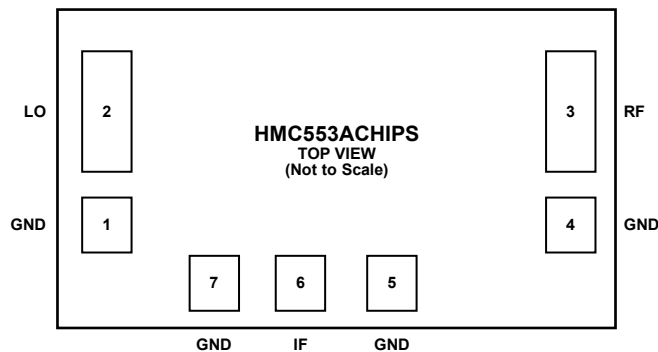 LO 2 3 RF
HMC553ACHIPS
TOP VIEW
(Not to Scale)
GND 1 4 GND
7 6 5
GND IF GND